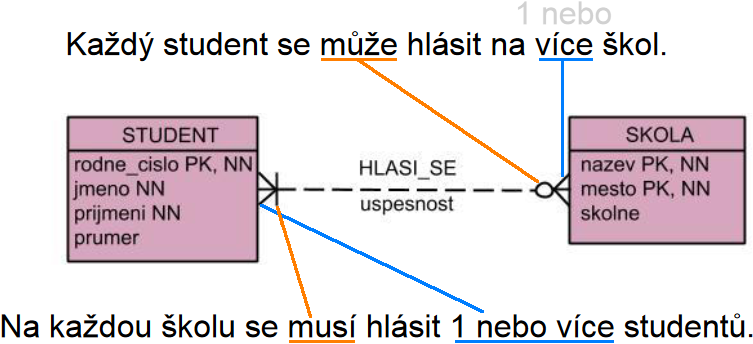 1 nebo
Každý student se může hlásit na více škol.
STUDENT
rodne_cislo PK, NN
jmeno NN
prijmeni NN
prumer
HLASI_SE
uspesnost
SKOLA
nazev PK, NN
mesto PK, NN
skolne
Na každou školu se musí hlásit 1 nebo více studentů.